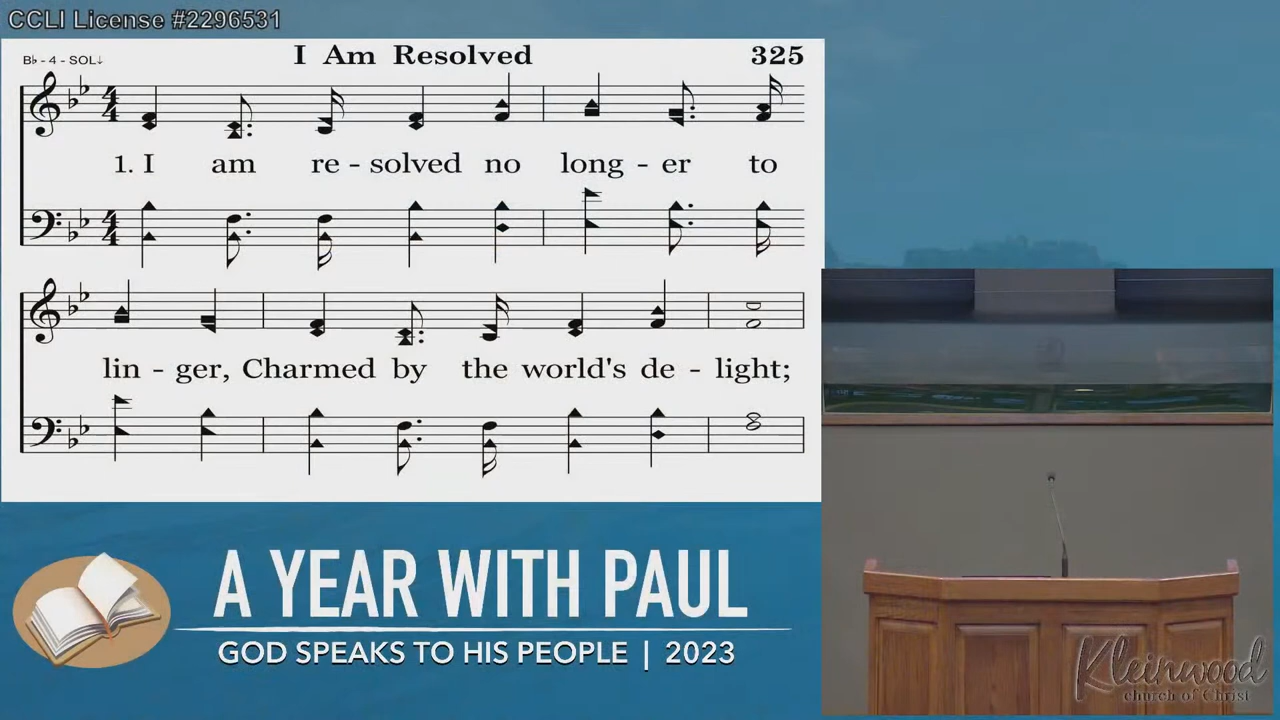 CCLI License #2296531
B♭ - 4 - SOL↓
I Am Resolved
325
1. I am re - solved no long - er to
lin - ger, Charmed by the world's de - light;
A YEAR WITH PAUL
GOD SPEAKS TO HIS PEOPLE | 2023
Kleinwood
church of Christ